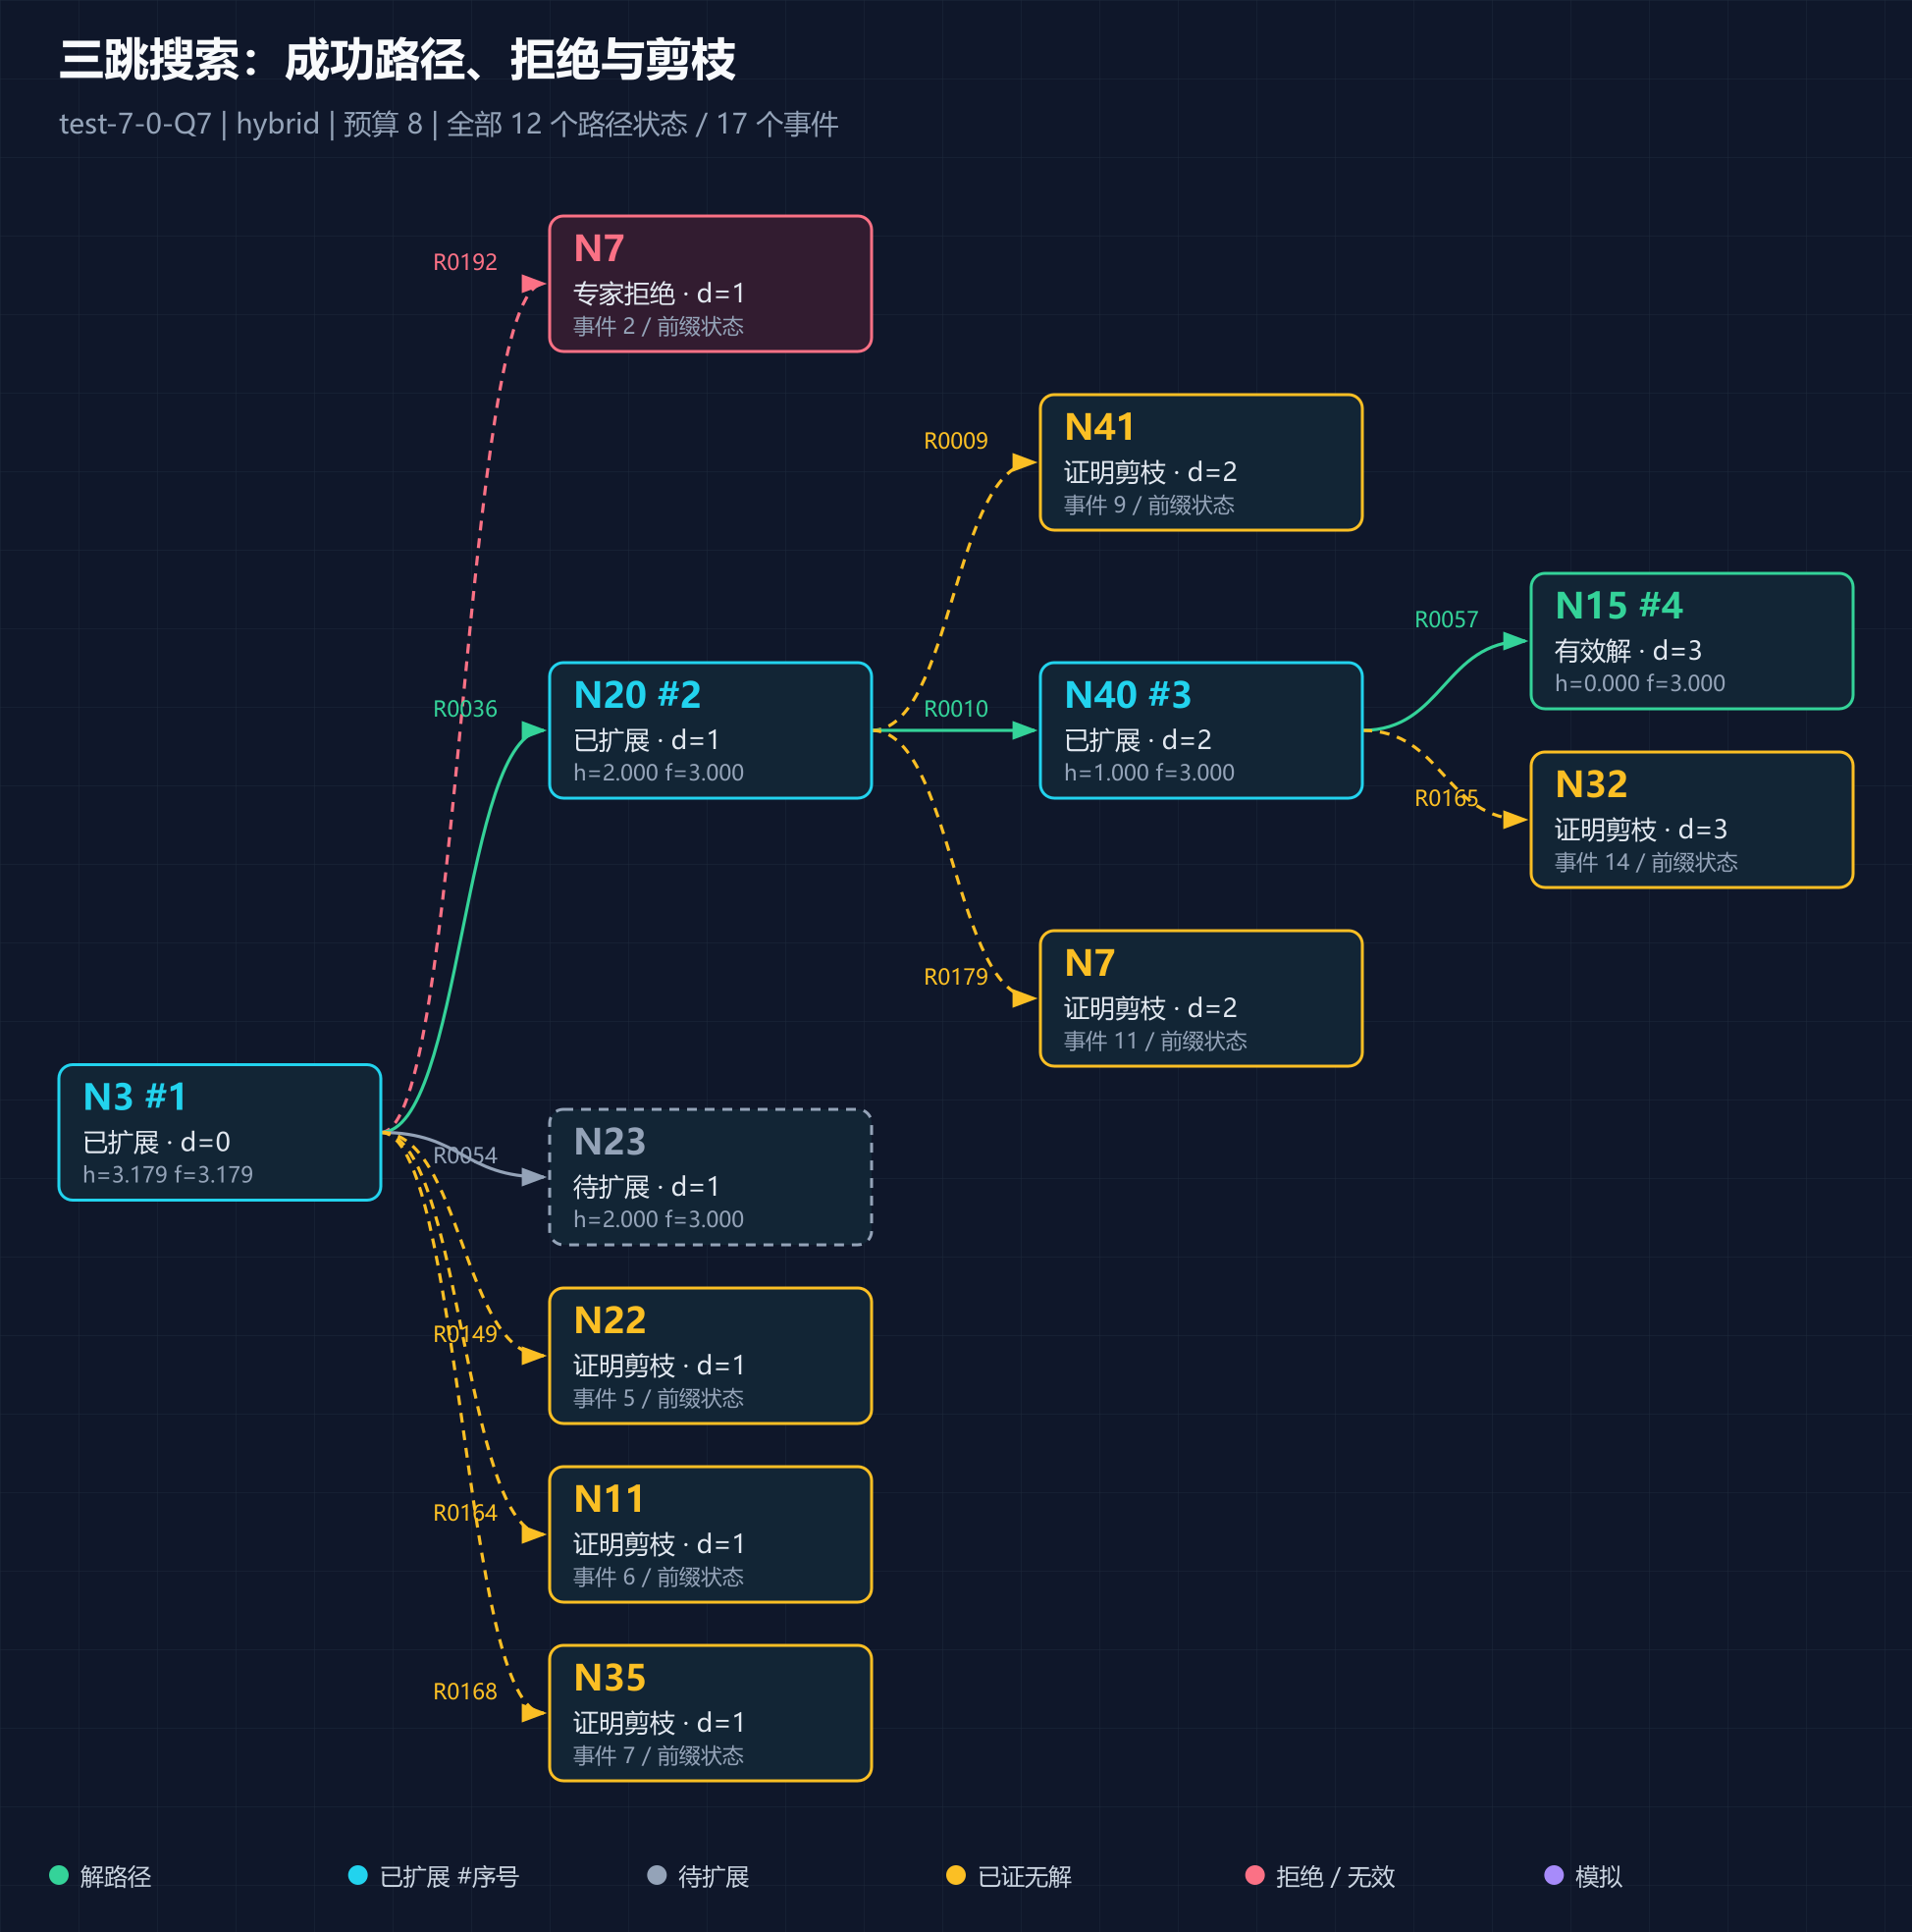 三跳搜索：成功路径、拒绝与剪枝
test-7-0-Q7 | hybrid | 预算 8 | 全部 12 个路径状态 / 17 个事件
R0192
N7
专家拒绝 · d=1
事件 2 / 前缀状态
R0009
N41
证明剪枝 · d=2
事件 9 / 前缀状态
R0057
N15 #4
有效解 · d=3
h=0.000 f=3.000
R0036
N20 #2
已扩展 · d=1
h=2.000 f=3.000
R0010
N40 #3
已扩展 · d=2
h=1.000 f=3.000
R0165
N32
证明剪枝 · d=3
事件 14 / 前缀状态
R0179
N7
证明剪枝 · d=2
事件 11 / 前缀状态
N3 #1
已扩展 · d=0
h=3.179 f=3.179
R0054
N23
待扩展 · d=1
h=2.000 f=3.000
R0149
N22
证明剪枝 · d=1
事件 5 / 前缀状态
R0164
N11
证明剪枝 · d=1
事件 6 / 前缀状态
R0168
N35
证明剪枝 · d=1
事件 7 / 前缀状态
解路径
已扩展 #序号
待扩展
已证无解
拒绝 / 无效
模拟